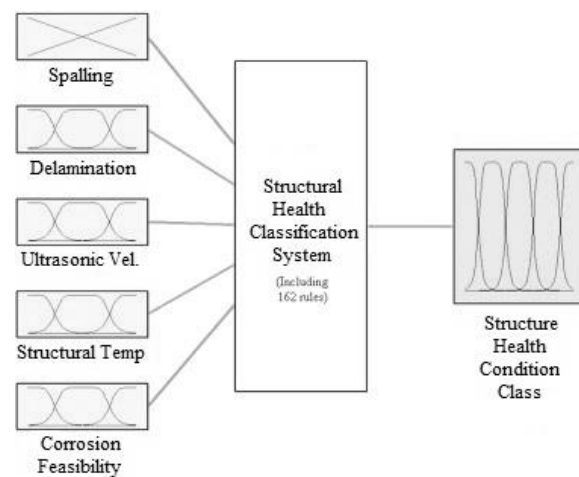 Spalling
Delamination
Ultrasonic Vel.
Structural Temp
Corrosion
Feasibility
Structural
Health
Classification
System
(Including
162 rules)
Structure
Health
Condition
Class